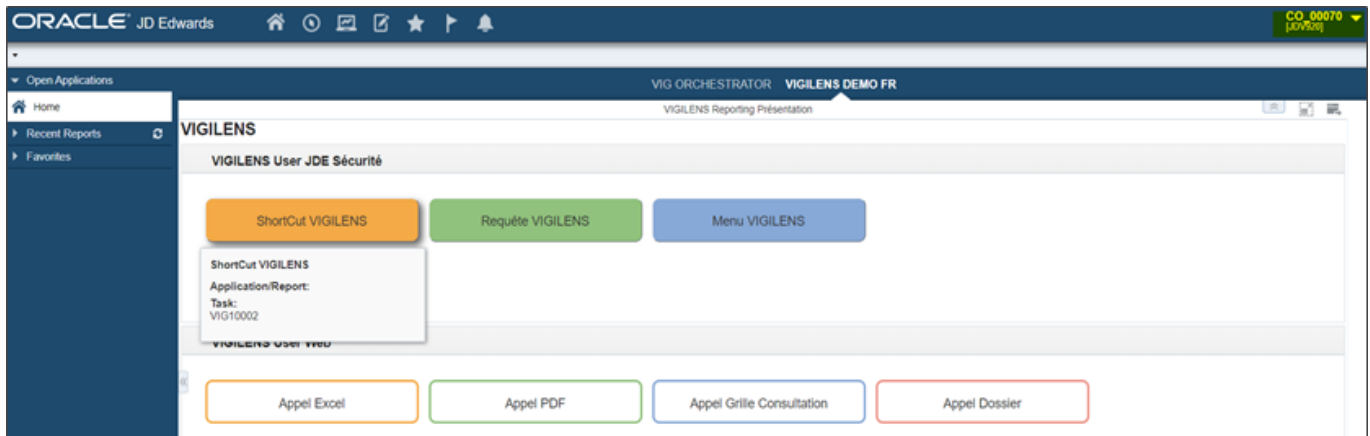 ORACLE JD Edwards
CO_00070
[JDV920]
Open Applications
VIG ORCHESTRATOR VIGILENS DEMO FR
Home
VIGILENS Reporting Présentation
Recent Reports
VIGILENS
Favorites
VIGILENS User JDE Sécurité
ShortCut VIGILENS
Requête VIGILENS
Menu VIGILENS
ShortCut VIGILENS
Application/Report:
Task:
VIG10002
VIGILENS User Web
Appel Excel
Appel PDF
Appel Grille Consultation
Appel Dossier